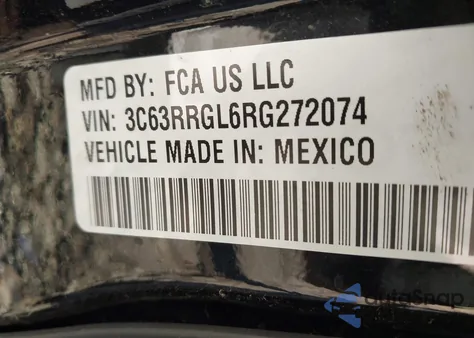 MFD BY: FCA US LLC
VIN: 3C63RRGL6RG272074
VEHICLE MADE IN: MEXICO
autoSnap